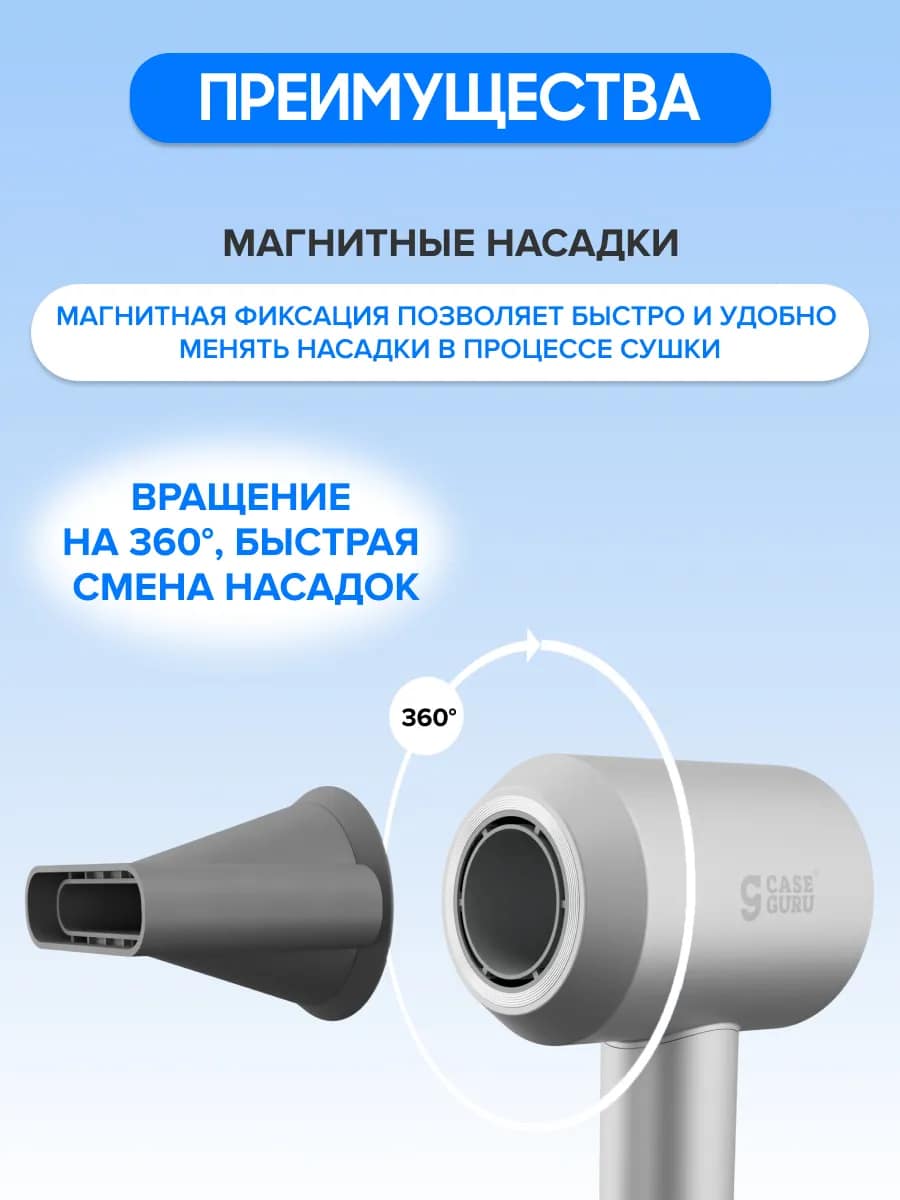 ПРЕИМУЩЕСТВА
МАГНИТНЫЕ НАСАДКИ
МАГНИТНАЯ ФИКСАЦИЯ ПОЗВОЛЯЕТ БЫСТРО И УДОБНО
МЕНЯТЬ НАСАДКИ В ПРОЦЕССЕ СУШКИ
ВРАЩЕНИЕ
НА 360°, БЫСТРАЯ
СМЕНА НАСАДОК
360°
CASE
GURU